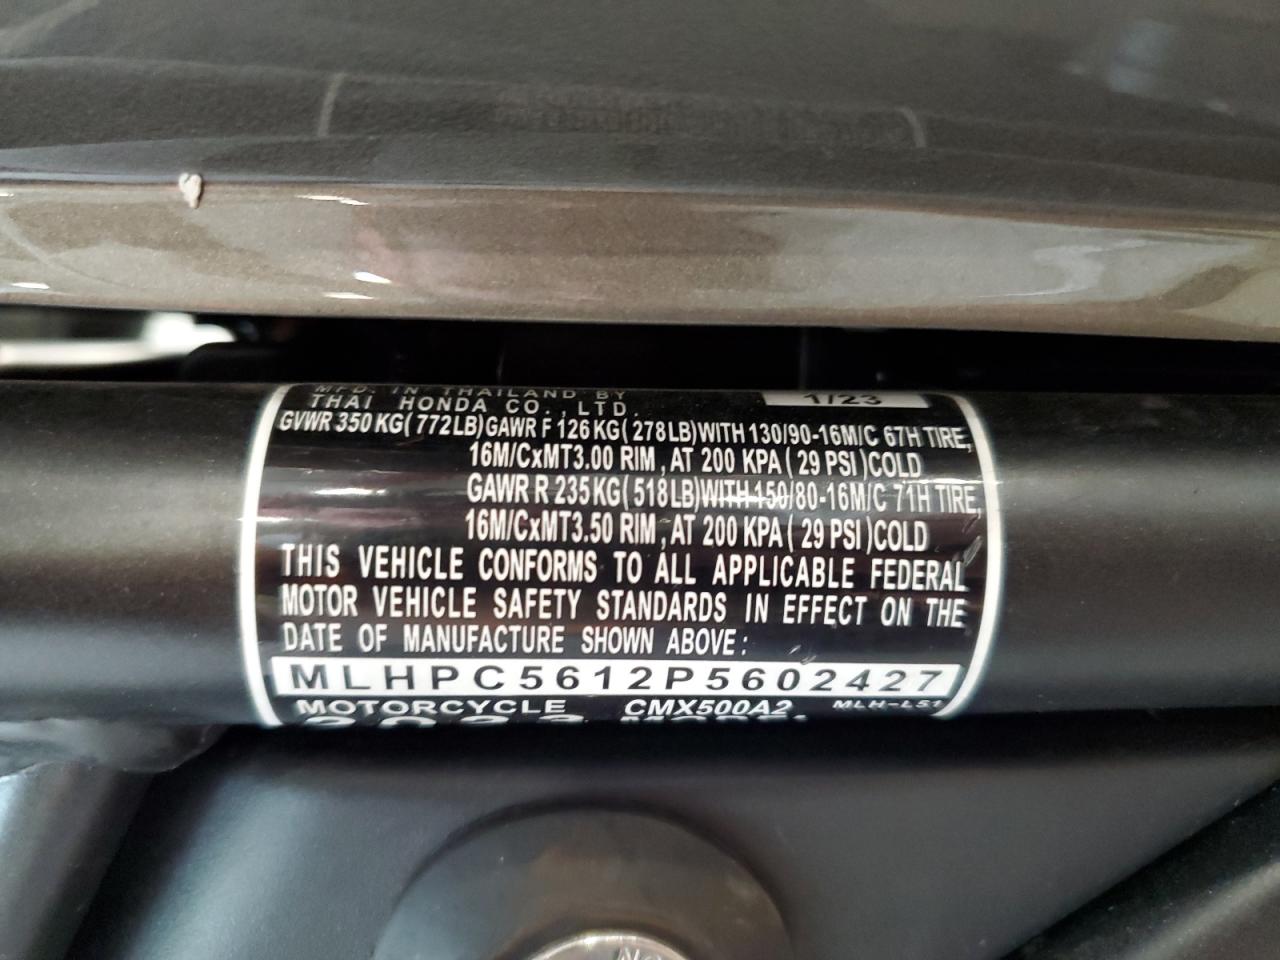 MFD. IN THAILAND BY
THAI HONDA CO., LTD. 1/23
GVWR 350 KG( 772LB)GAWR F 126 KG( 278LB)WITH 130/90-16M/C 67H TIRE,
16M/CxMT3.00 RIM , AT 200 KPA ( 29 PSI )COLD
GAWR R 235 KG( 518LB)WITH 150/80-16M/C 71H TIRE,
16M/CxMT3.50 RIM , AT 200 KPA ( 29 PSI )COLD
THIS VEHICLE CONFORMS TO ALL APPLICABLE FEDERAL
MOTOR VEHICLE SAFETY STANDARDS IN EFFECT ON THE
DATE OF MANUFACTURE SHOWN ABOVE :
MLHPC5612P5602427
MOTORCYCLE CMX500A2 MLH-L51